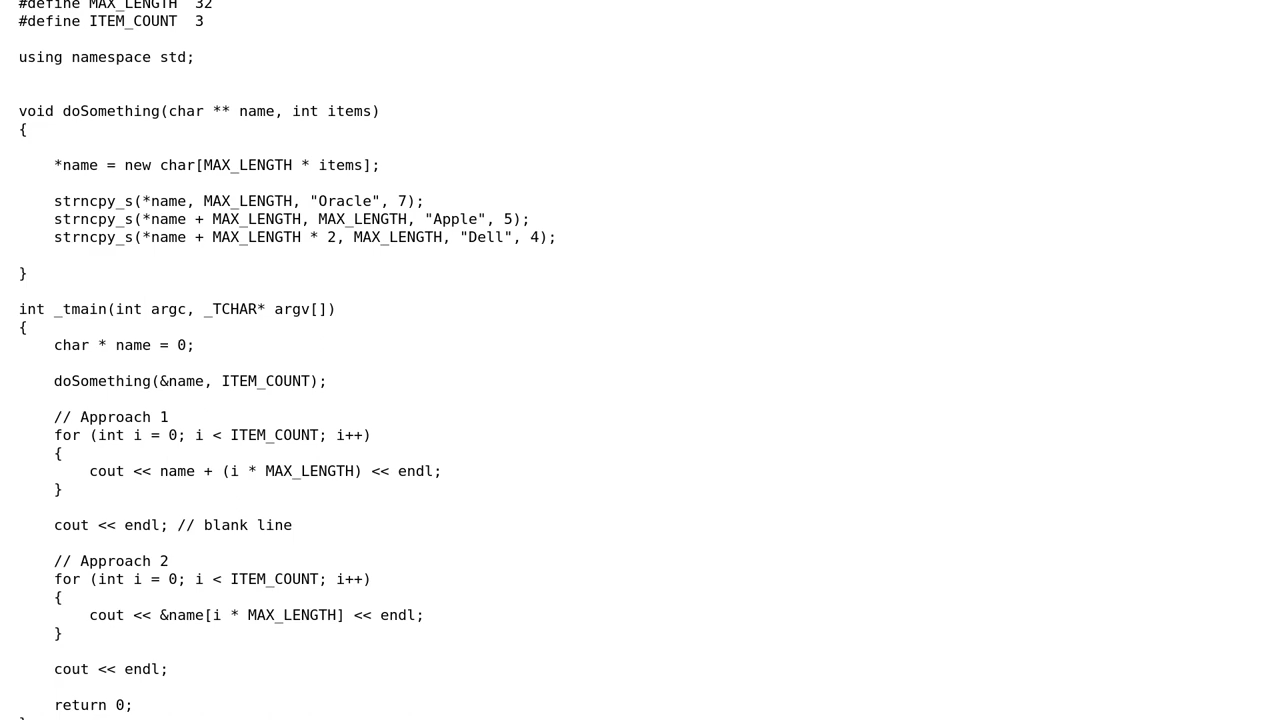 #define MAX_LENGTH  32
#define ITEM_COUNT  3
using namespace std;
void doSomething(char ** name, int items)
{
    *name = new char[MAX_LENGTH * items];
    strncpy_s(*name, MAX_LENGTH, "Oracle", 7);
    strncpy_s(*name + MAX_LENGTH, MAX_LENGTH, "Apple", 5);
    strncpy_s(*name + MAX_LENGTH * 2, MAX_LENGTH, "Dell", 4);
}
int _tmain(int argc, _TCHAR* argv[])
{
    char * name = 0;
    doSomething(&name, ITEM_COUNT);
    // Approach 1
    for (int i = 0; i < ITEM_COUNT; i++)
    {
        cout << name + (i * MAX_LENGTH) << endl;
    }
    cout << endl; // blank line
    // Approach 2
    for (int i = 0; i < ITEM_COUNT; i++)
    {
        cout << &name[i * MAX_LENGTH] << endl;
    }
    cout << endl;
    return 0;
}